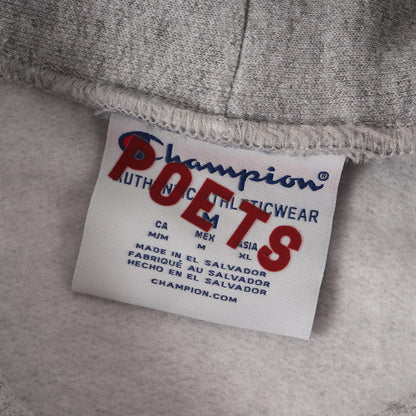 Champion®
POETS
AUTHENTIC ATHLETICWEAR
M
CA MEX ASIA
M/M M XL
MADE IN EL SALVADOR
FABRIQUÉ AU SALVADOR
HECHO EN EL SALVADOR
CHAMPION.COM